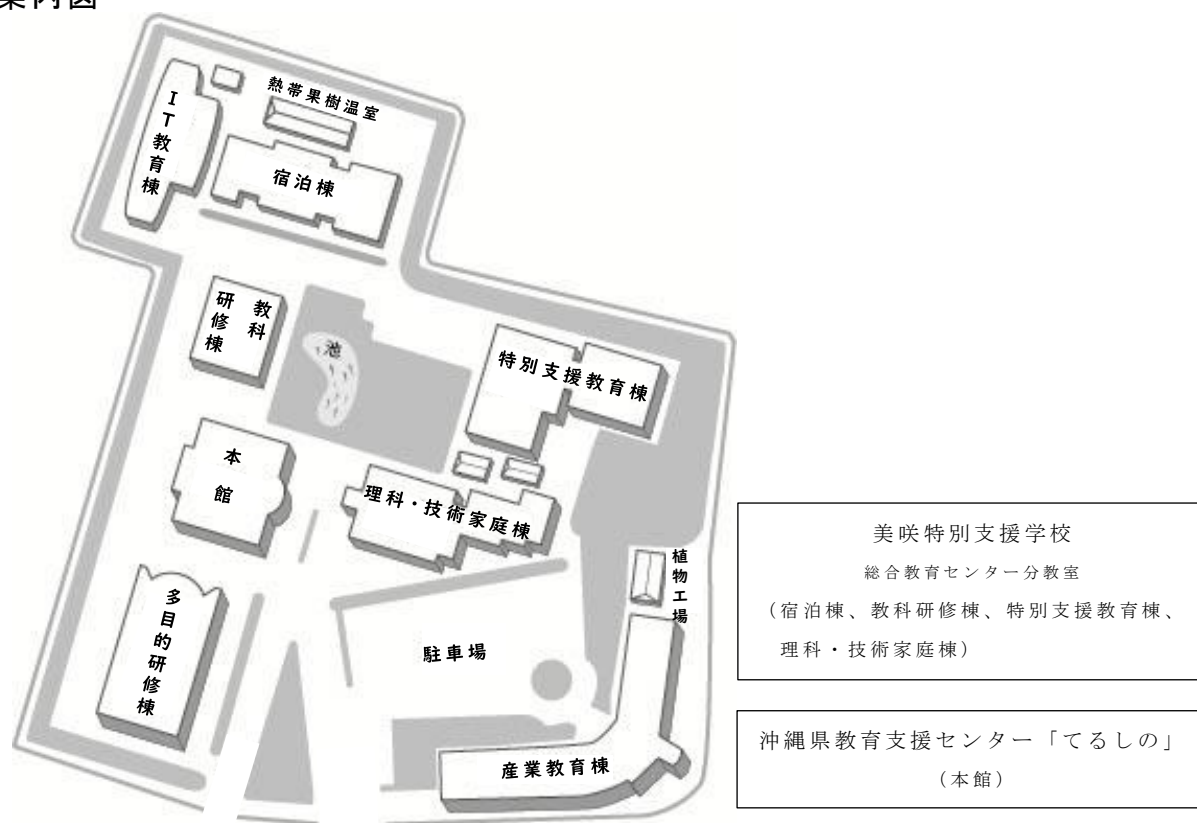 案内図
熱帯果樹温室
IT教育棟
宿泊棟
教科
研修棟
池
特別支援教育棟
本館
理科・技術家庭棟
植物工場
多目的研修棟
駐車場
産業教育棟
美咲特別支援学校
総合教育センター分教室
（宿泊棟、教科研修棟、特別支援教育棟、
理科・技術家庭棟）
沖縄県教育支援センター「てるしの」
（本館）